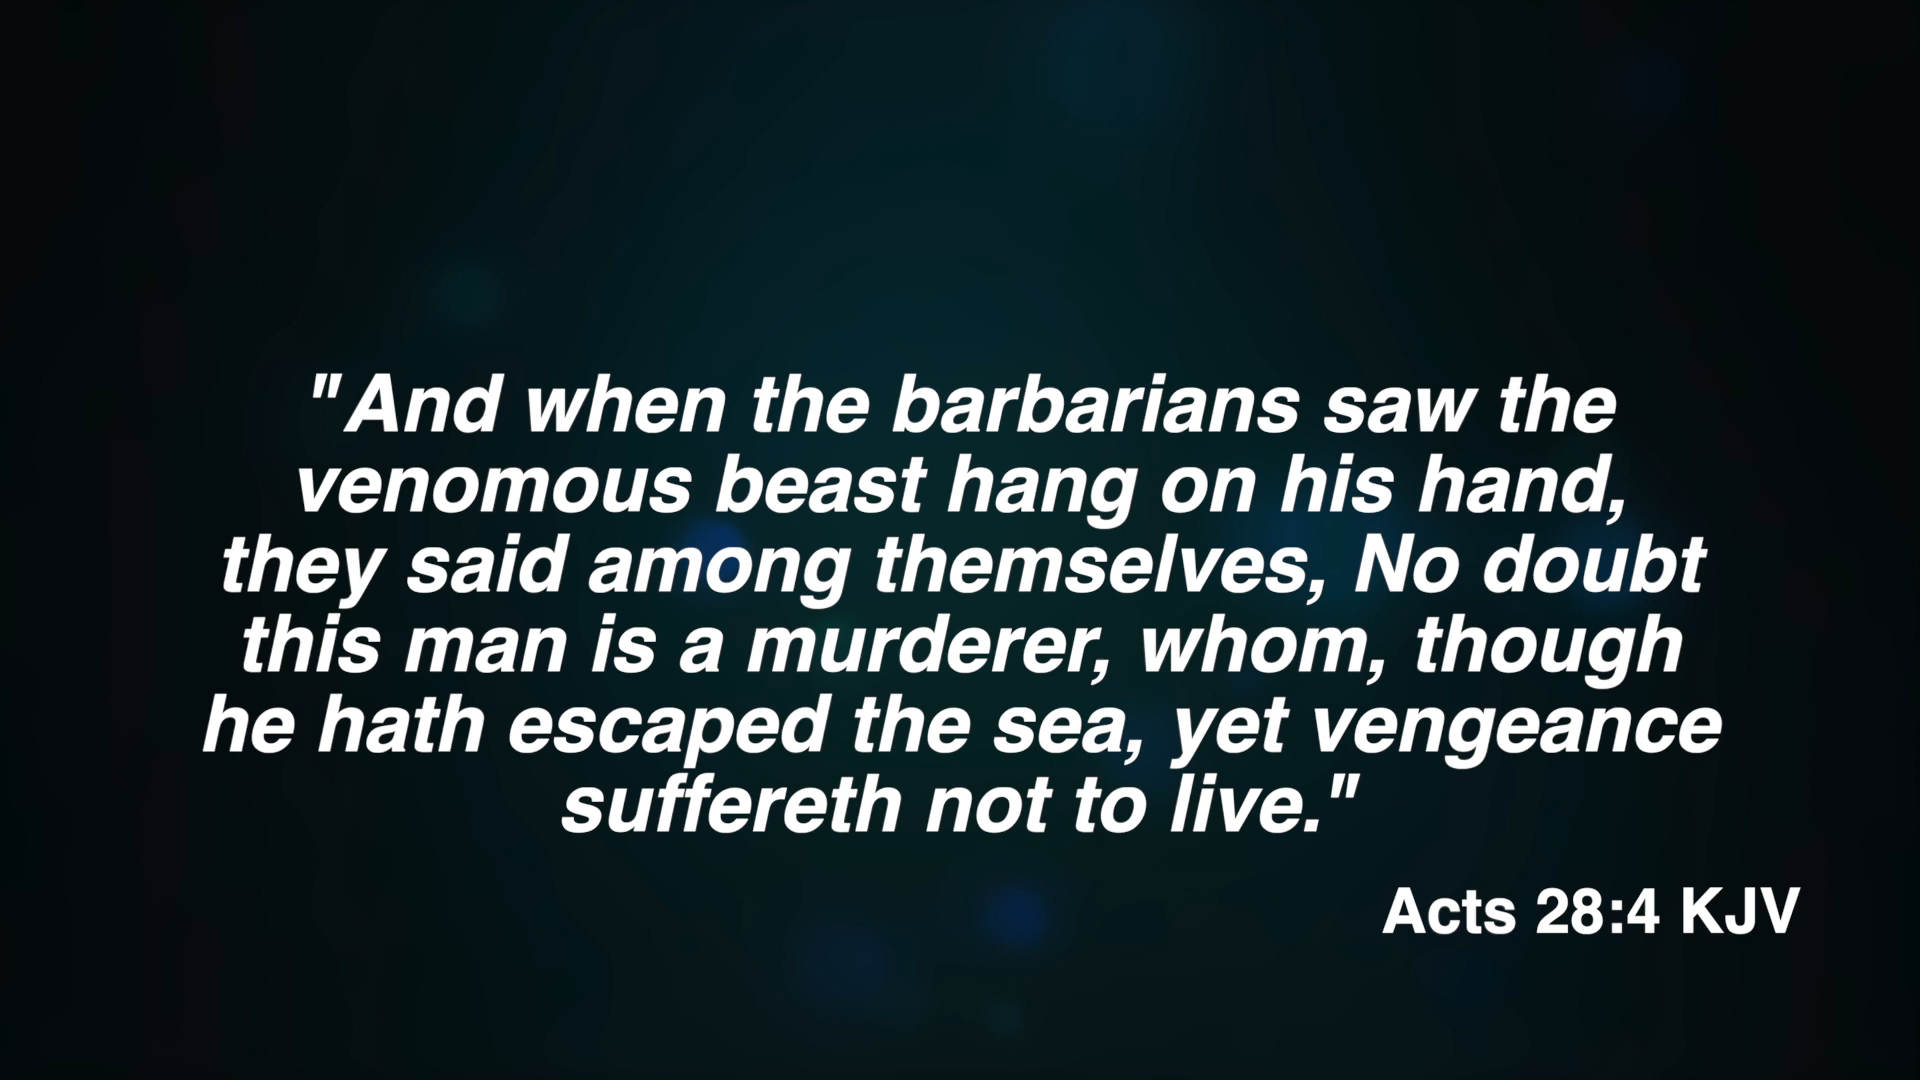 "And when the barbarians saw the
venomous beast hang on his hand,
they said among themselves, No doubt
this man is a murderer, whom, though
he hath escaped the sea, yet vengeance
suffereth not to live."
Acts 28:4 KJV